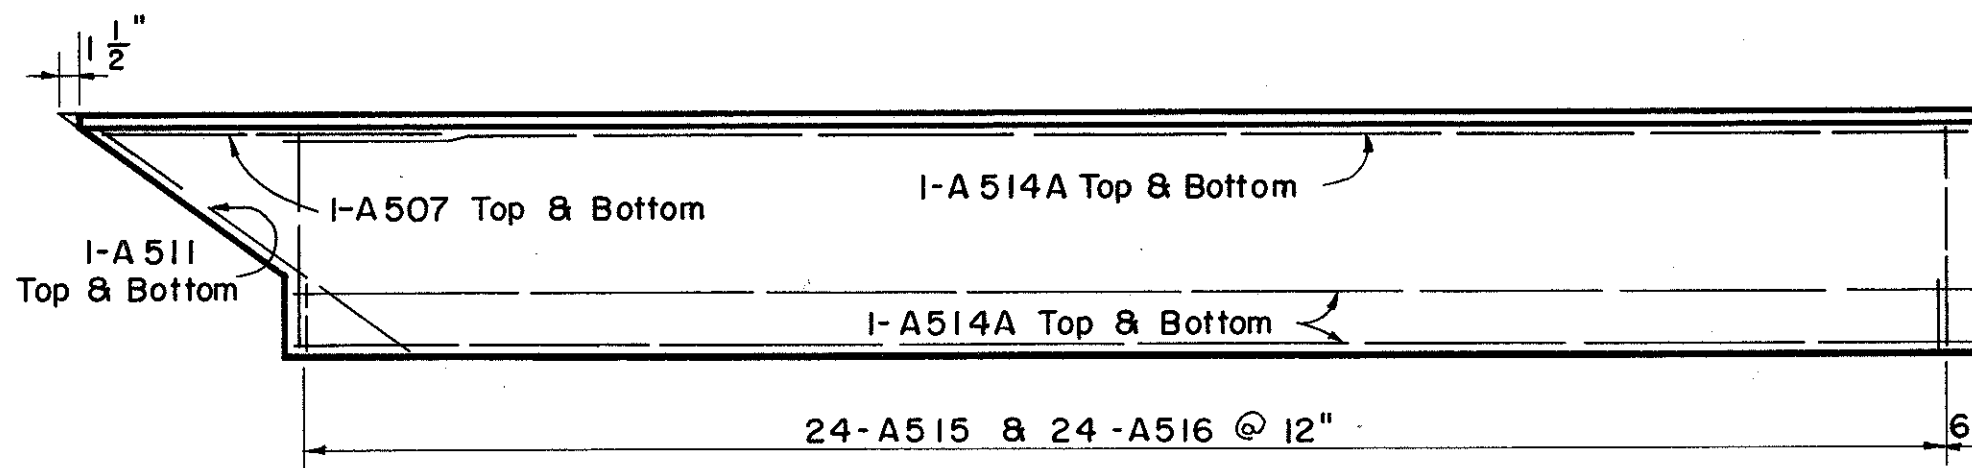 1 1/2"
1-A514A Top & Bottom
1-A507 Top & Bottom
1-A511
Top & Bottom
1-A514A Top & Bottom
24-A515 & 24-A516 @ 12"
6